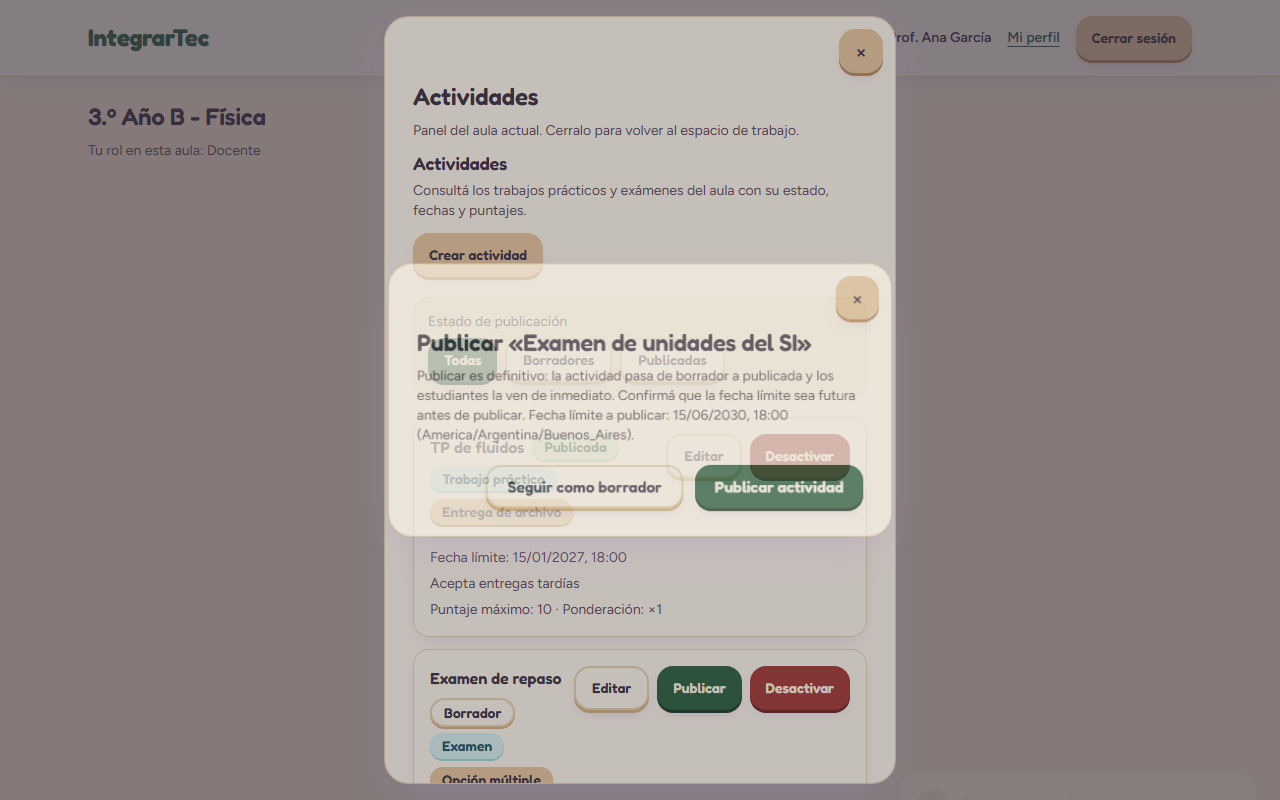 IntegrarTec
Prof. Ana García
Mi perfil
Cerrar sesión
3.º Año B - Física
Tu rol en esta aula: Docente
×
Actividades
Panel del aula actual. Cerralo para volver al espacio de trabajo.
Actividades
Consultá los trabajos prácticos y exámenes del aula con su estado,
fechas y puntajes.
Crear actividad
×
Estado de publicación
Publicar «Examen de unidades del SI»
Todas
Borradores
Publicadas
Publicar es definitivo: la actividad pasa de borrador a publicada y los
estudiantes la ven de inmediato. Confirmá que la fecha límite sea futura
antes de publicar. Fecha límite a publicar: 15/06/2030, 18:00
(America/Argentina/Buenos_Aires).
TP de fluidos
Publicada
Editar
Desactivar
Trabajo práctico
Seguir como borrador
Publicar actividad
Entrega de archivo
Fecha límite: 15/01/2027, 18:00
Acepta entregas tardías
Puntaje máximo: 10 · Ponderación: ×1
Examen de repaso
Editar
Publicar
Desactivar
Borrador
Examen
Opción múltiple